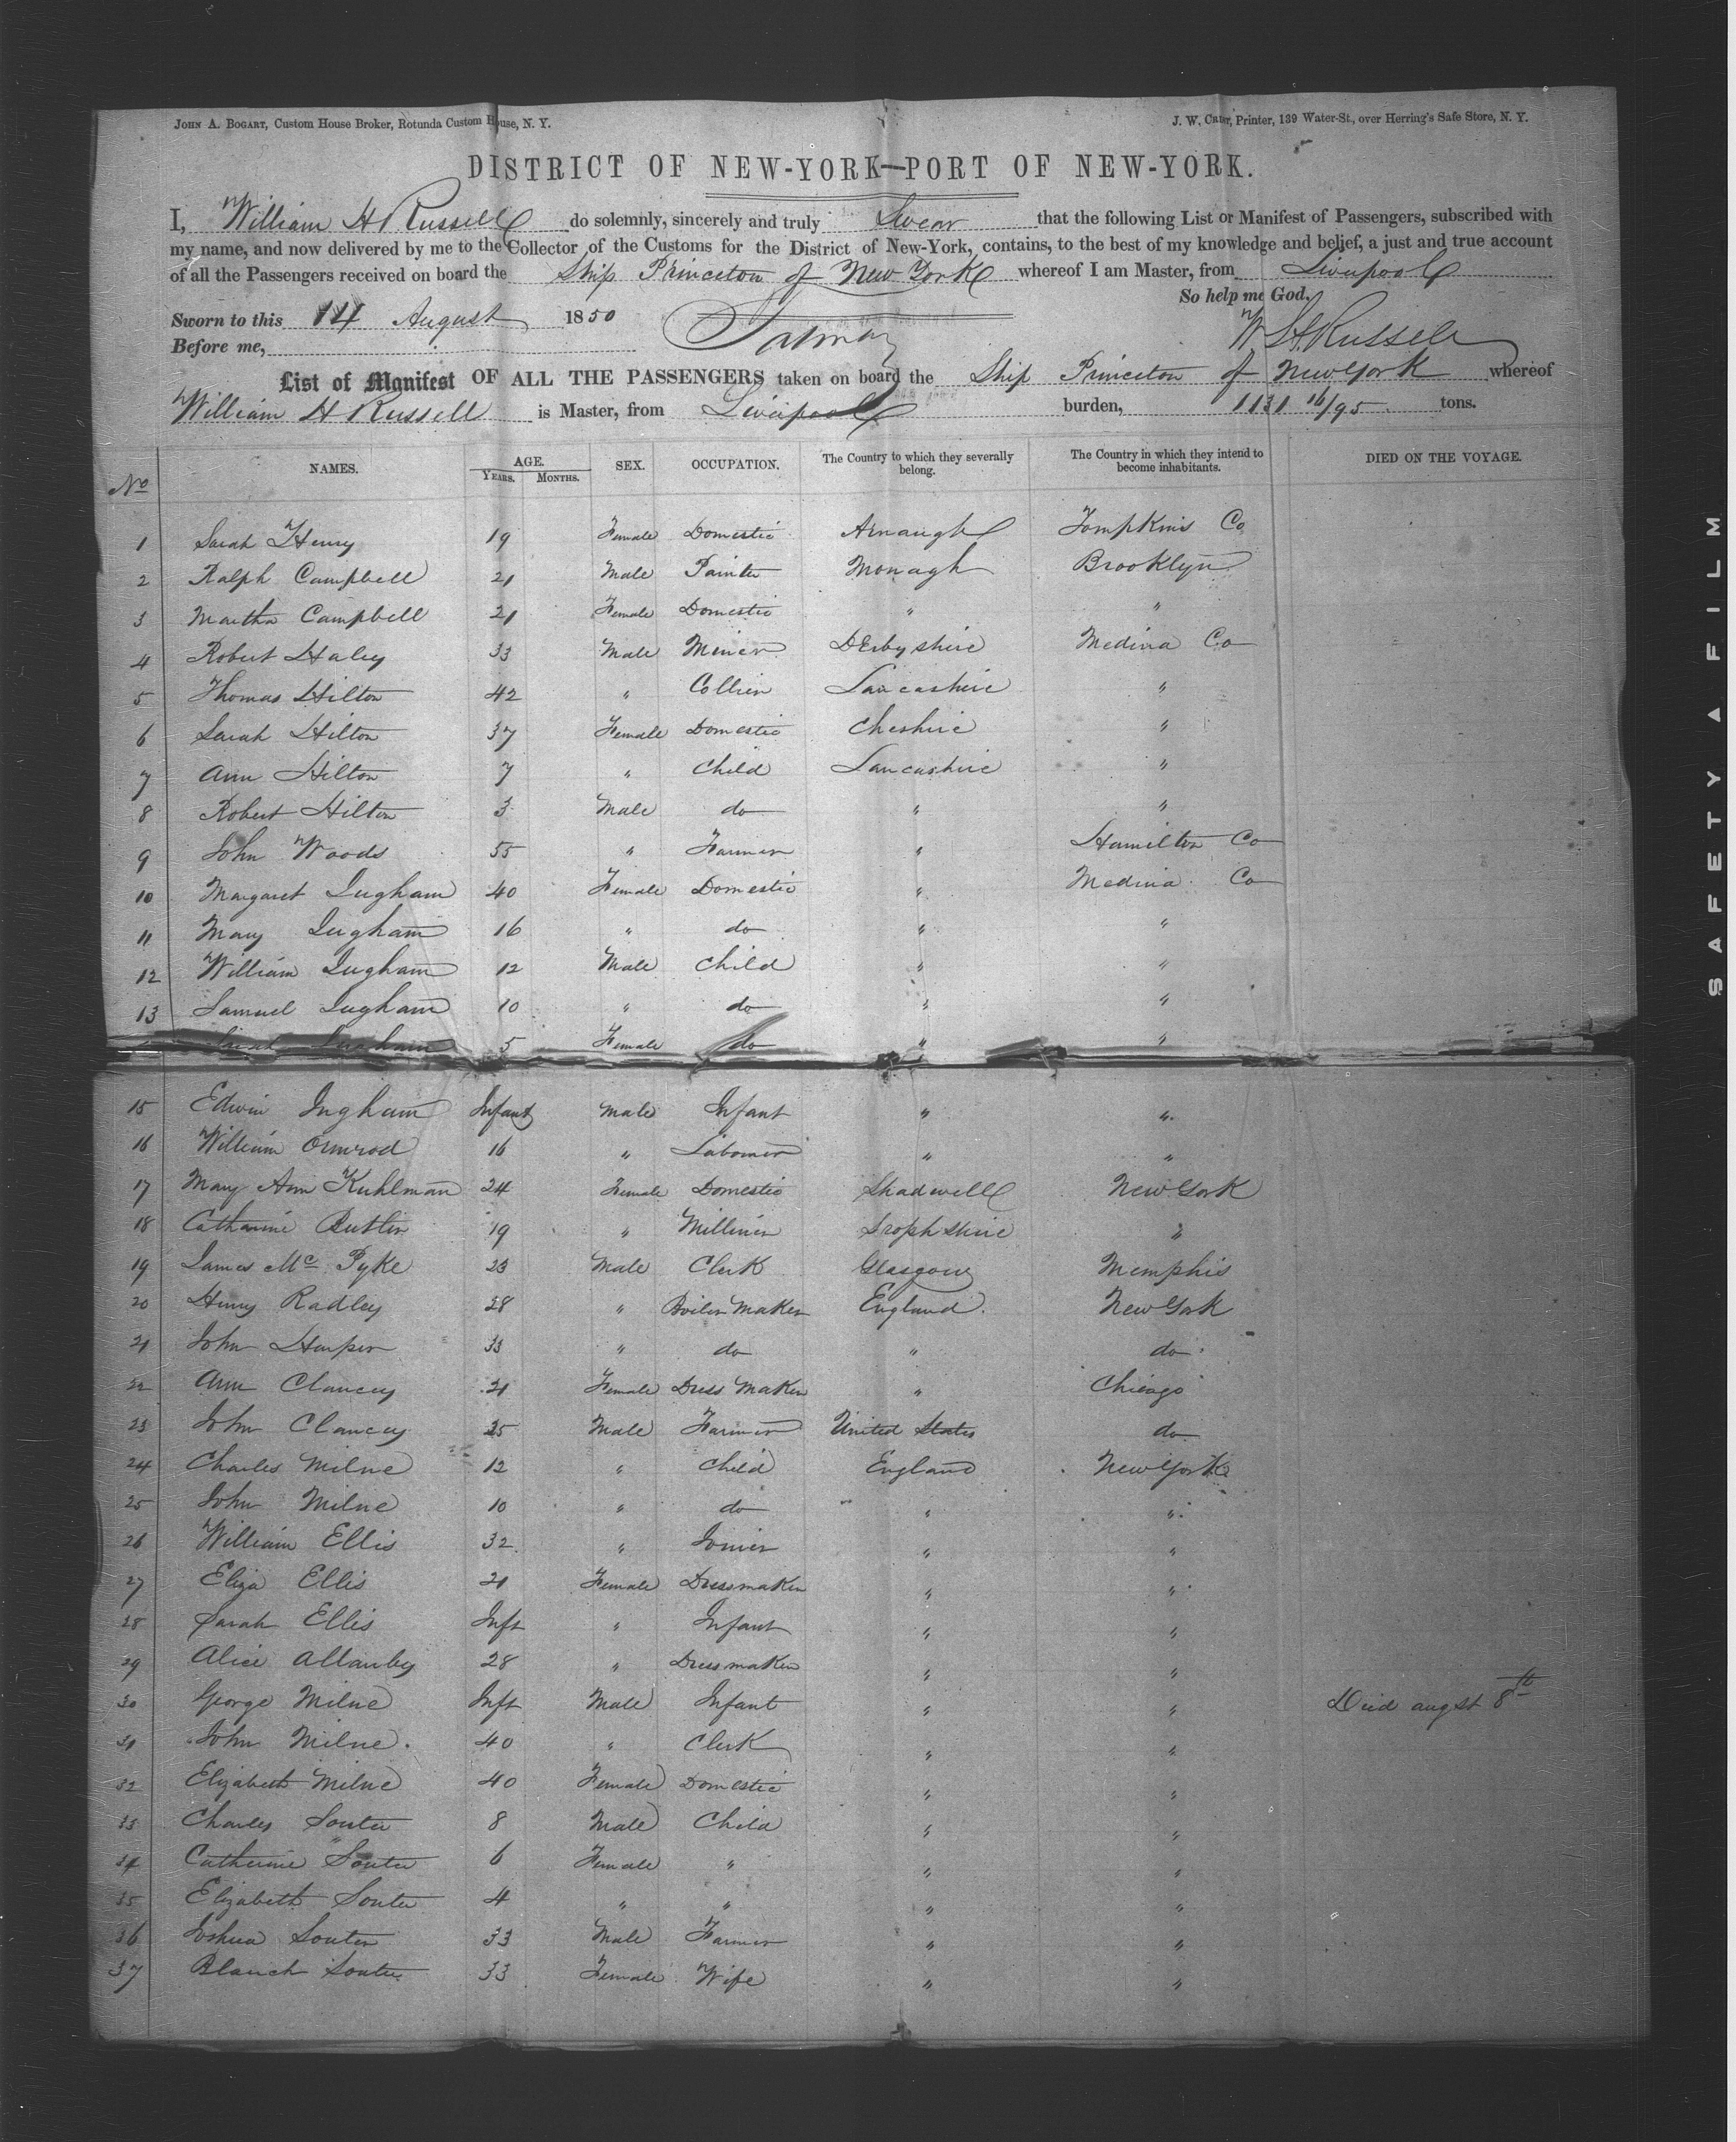 JOHN A. BOGART, Custom House Broker, Rotunda Custom House, N. Y.
J. W. Carter, Printer, 139 Water-St., over Herring's Safe Store, N. Y.
DISTRICT OF NEW-YORK—PORT OF NEW-YORK.
I, William H Russell do solemnly, sincerely and truly Swear that the following List or Manifest of Passengers, subscribed with
my name, and now delivered by me to the Collector of the Customs for the District of New-York, contains, to the best of my knowledge and belief, a just and true account
of all the Passengers received on board the Ship Princeton of New York whereof I am Master, from Liverpool
So help me God.
Sworn to this 14 August 1850
W H Russell
Before me,
List of Manifest OF ALL THE PASSENGERS taken on board the Ship Princeton of New York whereof
William H Russell is Master, from Liverpool burden, 1131 16/95 tons.
No NAMES. AGE. YEARS. MONTHS. SEX. OCCUPATION. The Country to which they severally belong. The Country in which they intend to become inhabitants. DIED ON THE VOYAGE.
1 Sarah Henry 19 Female Domestic Arnaugh Tompkins Co
2 Ralph Campbell 21 Male Painter Monagh Brooklyn
3 Martha Campbell 21 Female Domestic " "
4 Robert Haley 33 Male Miner Derbyshire Medina Co
5 Thomas Hilton 42 " Collier Lancashire "
6 Sarah Hilton 37 Female Domestic Cheshire "
7 Ann Hilton 7 " Child Lancashire "
8 Robert Hilton 3 Male do " "
9 John Woods 55 " Farmer " Hamilton Co
10 Margaret Ingham 40 Female Domestic " Medina Co
11 Mary Ingham 16 " do " "
12 William Ingham 12 Male Child " "
13 Samuel Ingham 10 " do " "
Sarah Ingham 5 Female do " "
15 Edwin Ingham Infant Male Infant " "
16 William Ormrod 16 " Labourer " "
17 Mary Ann Kuhlman 24 Female Domestic Shadwell New York
18 Catharine Butler 19 " Milliner Sropshire "
19 James Mc Pyke 23 Male Clerk Glasgow Memphis
20 Henry Radley 28 " Boiler Maker England New York
21 John Harper 33 " do " do
22 Ann Clancey 21 Female Dress Maker " Chicago
23 John Clancey 25 Male Farmer United States do
24 Charles Milne 12 " Child England New York
25 John Milne 10 " do " "
26 William Ellis 32 " Joiner " "
27 Eliza Ellis 21 Female Dressmaker " "
28 Sarah Ellis Inft " Infant " "
29 Alice Allanby 28 " Dressmaker " "
30 George Milne Inft Male Infant " " Died augst 8th
31 John Milne 40 " Clerk " "
32 Elizabeth Milne 40 Female Domestic " "
33 Charles Souter 8 Male Child " "
34 Catherine Souter 6 Female " " "
35 Elizabeth Souter 4 " " " "
36 Joshua Souter 33 Male Farmer " "
37 Blanch Souter 33 Female Wife " "
SAFETY A FILM